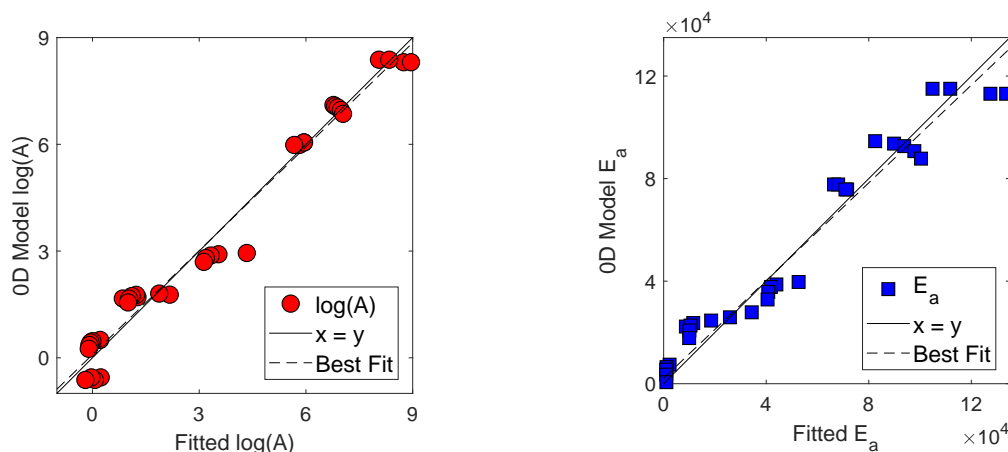 9
6
3
0
0D Model log(A)
log(A)
x = y
Best Fit
0 3 6 9
Fitted log(A)
×10^4
12
8
4
0
0D Model E_a
E_a
x = y
Best Fit
0 4 8 12
Fitted E_a
×10^4